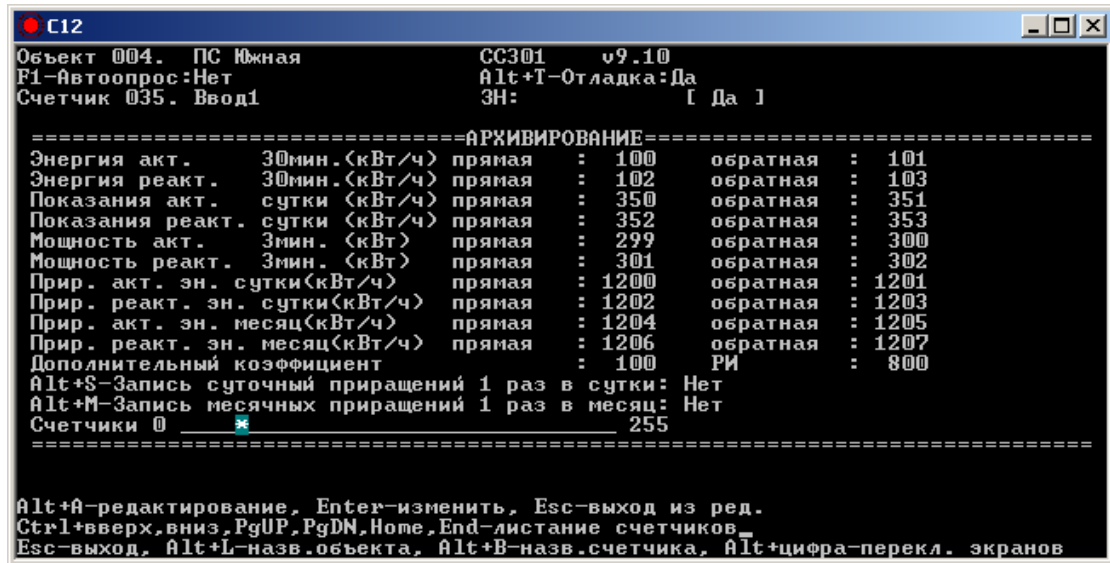 C12
Объект 004.  ПС Южная                СС301     v9.10
F1-Автоопрос:Нет                     Alt+T-Отладка:Да
Счетчик 035. Ввод1                   ЗН:             [ Да ]
=================================АРХИВИРОВАНИЕ==================================
Энергия акт.     30мин.(кВт/ч) прямая    :  100    обратная  :  101
Энергия реакт.   30мин.(кВт/ч) прямая    :  102    обратная  :  103
Показания акт.    сутки (кВт/ч) прямая    :  350    обратная  :  351
Показания реакт. сутки (кВт/ч) прямая    :  352    обратная  :  353
Мощность акт.    3мин. (кВт)   прямая    :  299    обратная  :  300
Мощность реакт.  3мин. (кВт)   прямая    :  301    обратная  :  302
Прир. акт. эн. сутки(кВт/ч)    прямая    : 1200    обратная  : 1201
Прир. реакт. эн. сутки(кВт/ч)  прямая    : 1202    обратная  : 1203
Прир. акт. эн. месяц(кВт/ч)    прямая    : 1204    обратная  : 1205
Прир. реакт. эн. месяц(кВт/ч)  прямая    : 1206    обратная  : 1207
Дополнительный коэффициент               :  100    РИ        :  800
Alt+S-Запись суточный приращений 1 раз в сутки: Нет
Alt+M-Запись месячных приращений 1 раз в месяц: Нет
Счетчики 0 ____*___________________________ 255
================================================================================
Alt+A-редактирование, Enter-изменить, Esc-выход из ред.
Ctrl+вверх,вниз,PgUP,PgDN,Home,End-листание счетчиков_
Esc-выход, Alt+L-назв.объекта, Alt+B-назв.счетчика, Alt+цифра-перекл. экранов